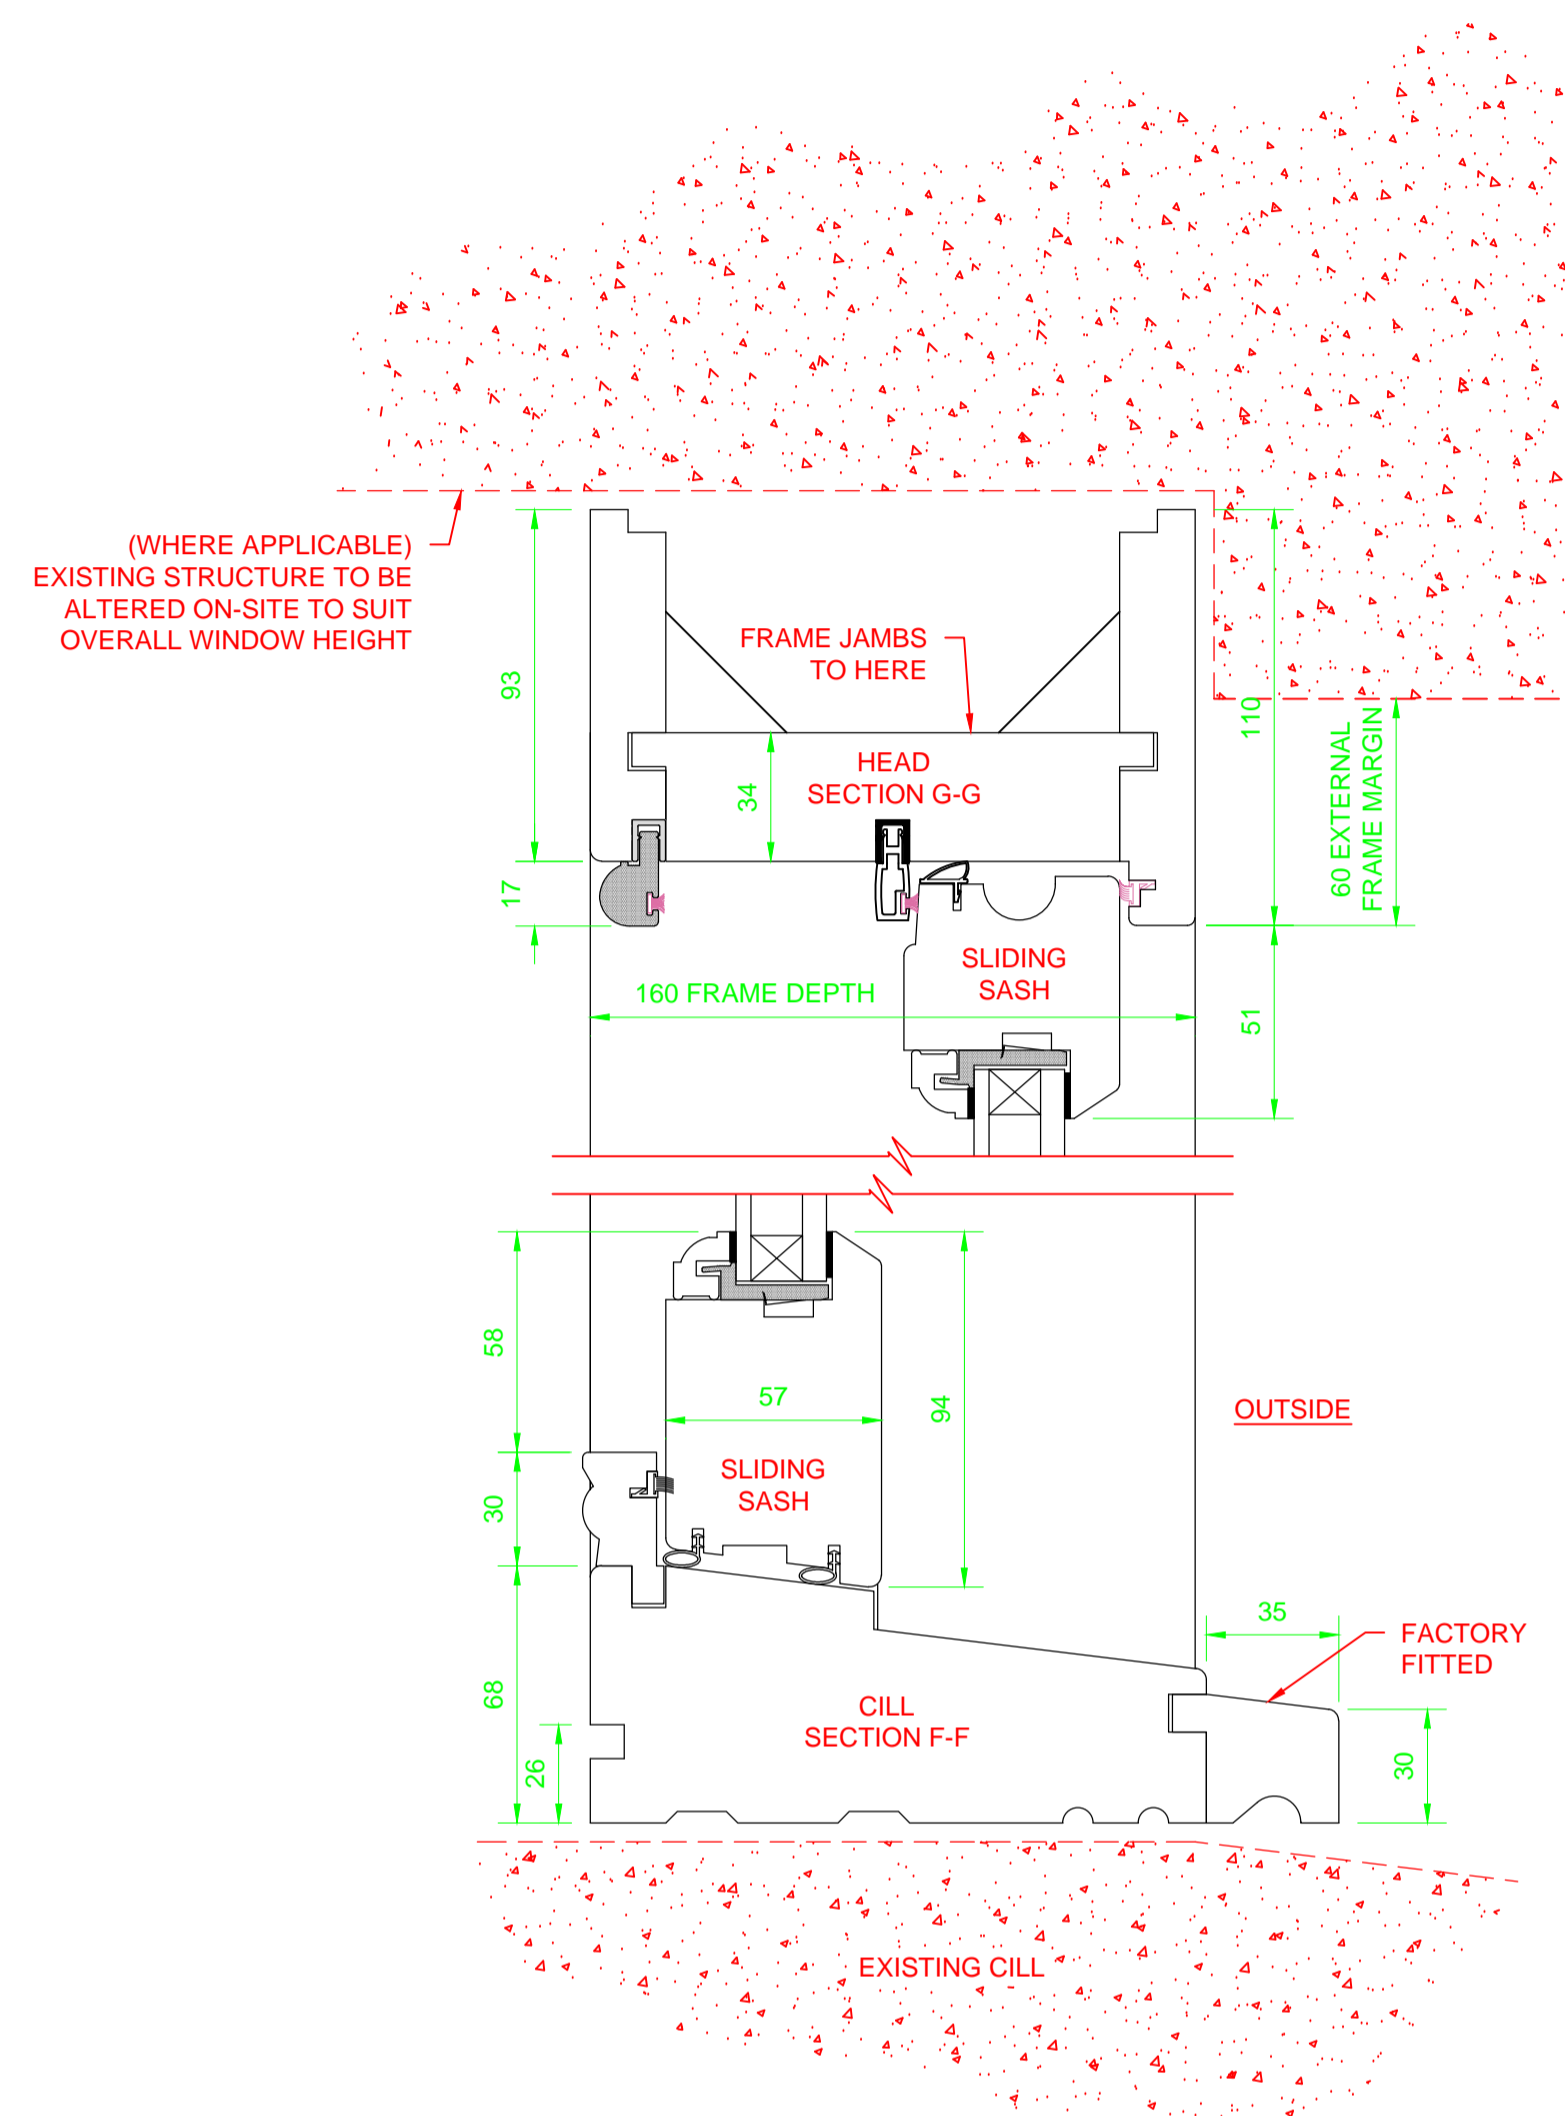 (WHERE APPLICABLE)
EXISTING STRUCTURE TO BE
ALTERED ON-SITE TO SUIT
OVERALL WINDOW HEIGHT
FRAME JAMBS
TO HERE
93
110
60 EXTERNAL
FRAME MARGIN
HEAD
SECTION G-G
34
17
SLIDING
SASH
160 FRAME DEPTH
51
58
57
94
OUTSIDE
SLIDING
SASH
30
35
FACTORY
FITTED
68
CILL
SECTION F-F
26
30
EXISTING CILL